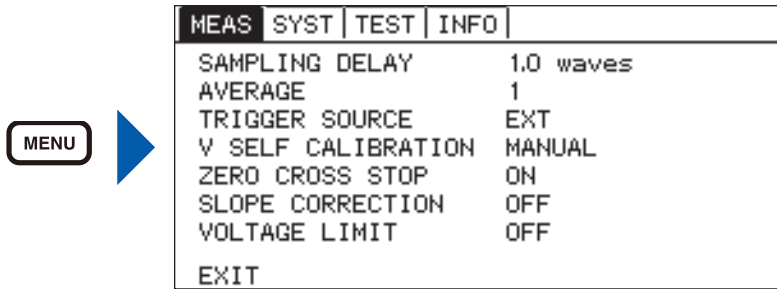 MEAS SYST TEST INFO
SAMPLING DELAY 1.0 waves
AVERAGE 1
TRIGGER SOURCE EXT
MENU
V SELF CALIBRATION MANUAL
ZERO CROSS STOP ON
SLOPE CORRECTION OFF
VOLTAGE LIMIT OFF
EXIT